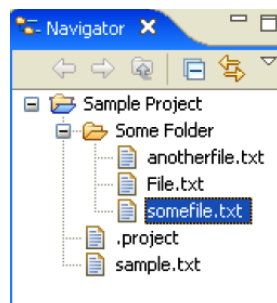 Navigator
Sample Project
Some Folder
anotherfile.txt
File.txt
somefile.txt
.project
sample.txt